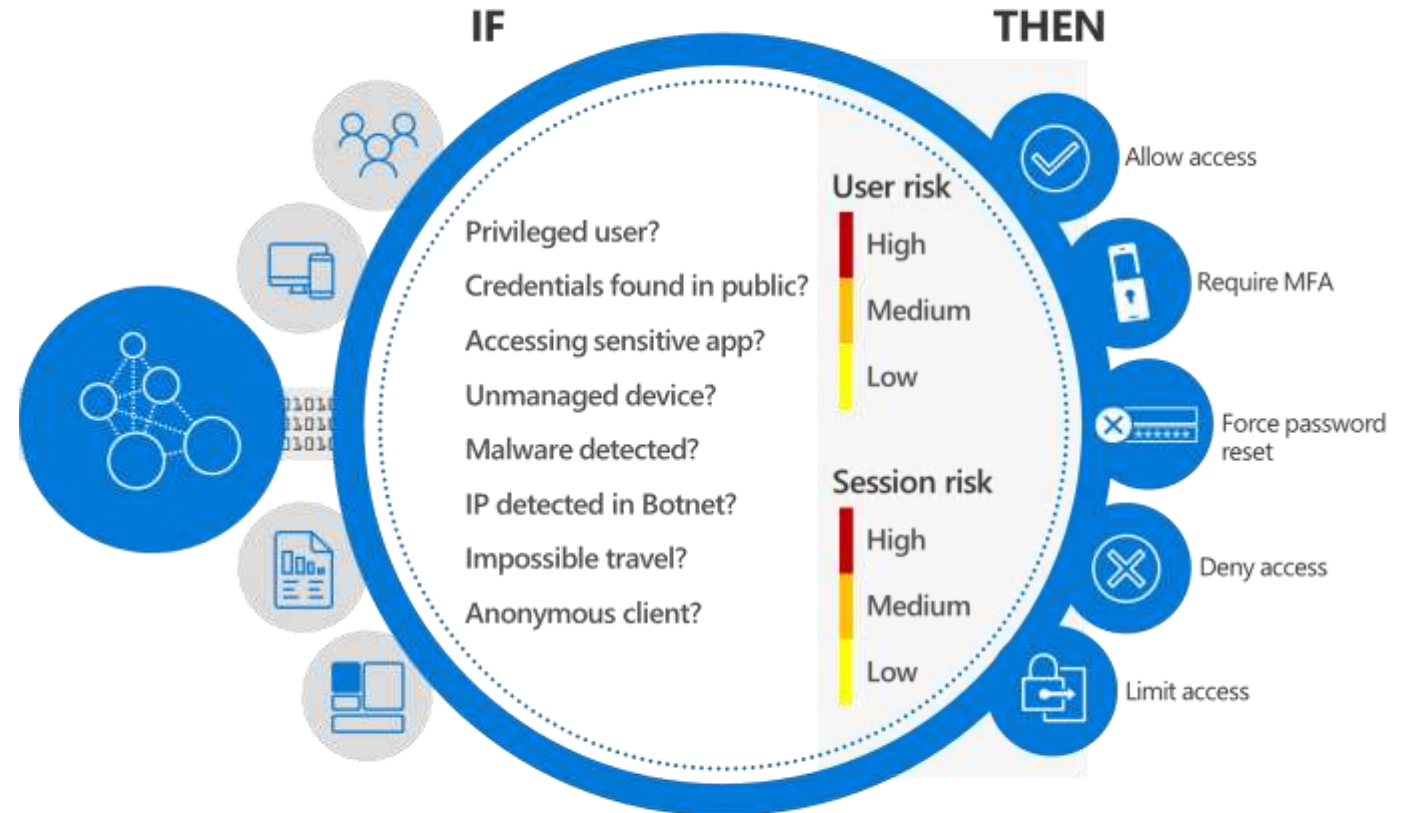 IF
THEN
Privileged user?
Credentials found in public?
Accessing sensitive app?
Unmanaged device?
Malware detected?
IP detected in Botnet?
Impossible travel?
Anonymous client?
User risk
High
Medium
Low
Session risk
High
Medium
Low
Allow access
Require MFA
Force password
reset
Deny access
Limit access